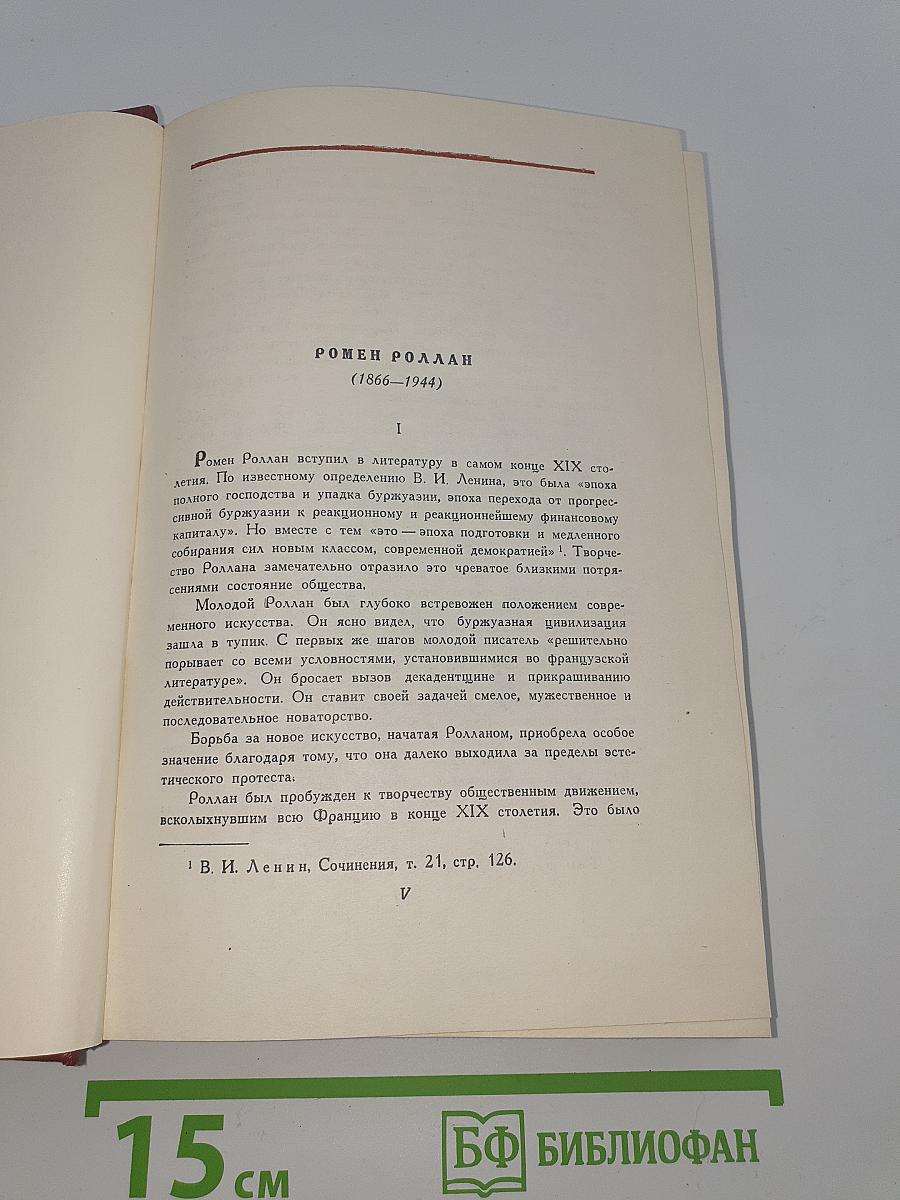 РОМЕН РОЛЛАН
(1866—1944)
I
Ромен Роллан вступил в литературу в самом конце XIX сто-
летия. По известному определению В. И. Ленина, это была «эпоха
полного господства и упадка буржуазии, эпоха перехода от прогрес-
сивной буржуазии к реакционному и реакционнейшему финансовому
капиталу». Но вместе с тем «это — эпоха подготовки и медленного
собирания сил новым классом, современной демократией» ¹. Творче-
ство Роллана замечательно отразило это чреватое близкими потря-
сениями состояние общества.
Молодой Роллан был глубоко встревожен положением совре-
менного искусства. Он ясно видел, что буржуазная цивилизация
зашла в тупик. С первых же шагов молодой писатель «решительно
порывает со всеми условностями, установившимися во французской
литературе». Он бросает вызов декадентщине и прикрашиванию
действительности. Он ставит своей задачей смелое, мужественное и
последовательное новаторство.
Борьба за новое искусство, начатая Ролланом, приобрела особое
значение благодаря тому, что она далеко выходила за пределы эсте-
тического протеста.
Роллан был пробужден к творчеству общественным движением,
всколыхнувшим всю Францию в конце XIX столетия. Это было
¹ В. И. Ленин, Сочинения, т. 21, стр. 126.
V
15 см
БФ БИБЛИОФАН